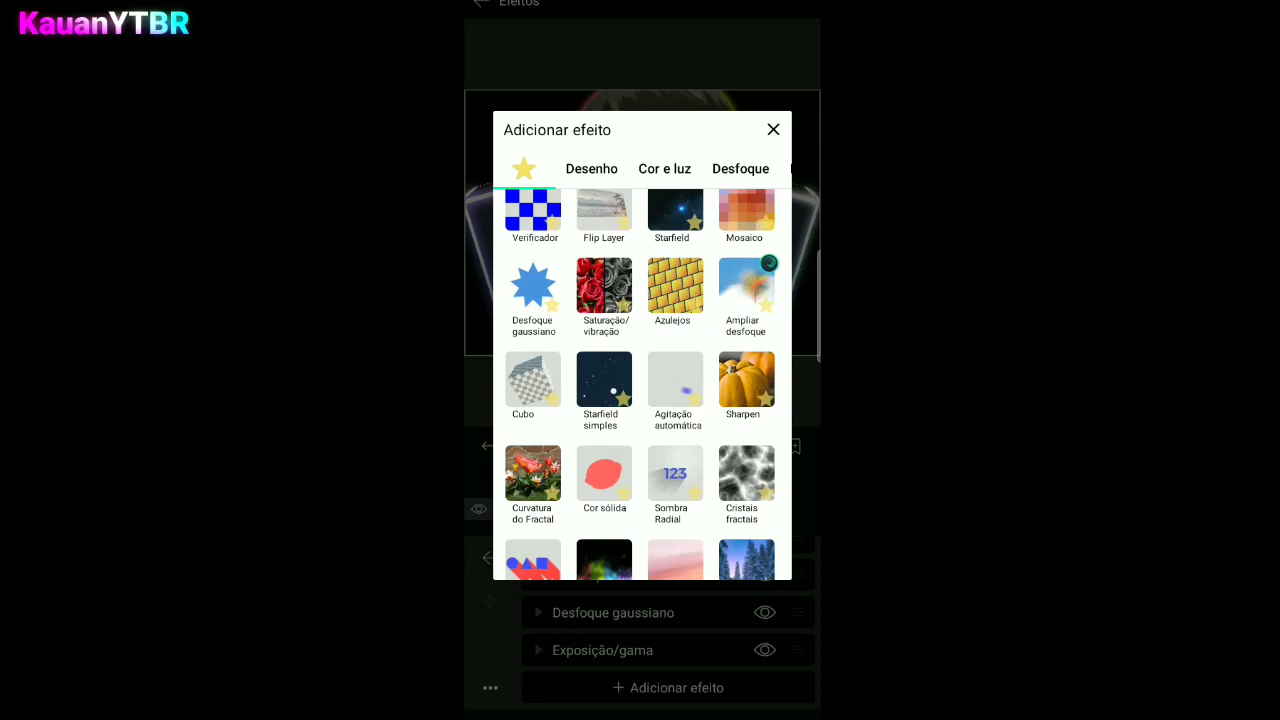 KauanYTBR
Efeitos
Adicionar efeito
Desenho Cor e luz Desfoque
Verificador Flip Layer Starfield Mosaico
Desfoque
gaussiano
Saturação/
vibração
Azulejos
Ampliar
desfoque
Cubo
Starfield
simples
Agitação
automática
Sharpen
Curvatura
do Fractal
Cor sólida
123
Sombra
Radial
Cristais
fractais
Desfoque gaussiano
Exposição/gama
+ Adicionar efeito